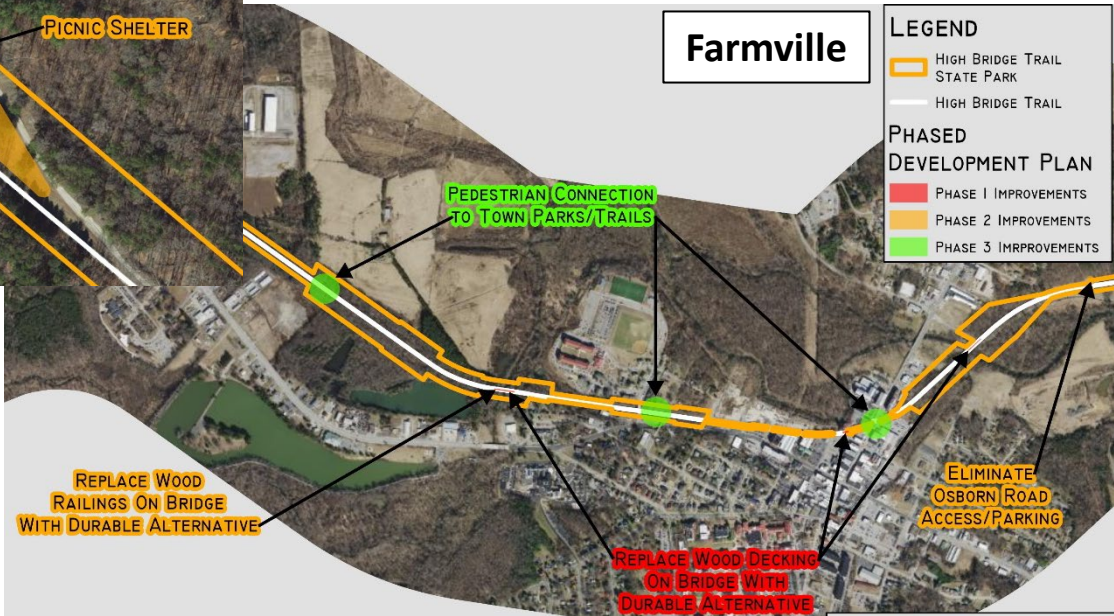 PICNIC SHELTER
Farmville
LEGEND
HIGH BRIDGE TRAIL
STATE PARK
HIGH BRIDGE TRAIL
PHASED
DEVELOPMENT PLAN
PHASE 1 IMPROVEMENTS
PHASE 2 IMPROVEMENTS
PHASE 3 IMRPROVEMENTS
PEDESTRIAN CONNECTION
TO TOWN PARKS/TRAILS
REPLACE WOOD
RAILINGS ON BRIDGE
WITH DURABLE ALTERNATIVE
REPLACE WOOD DECKING
ON BRIDGE WITH
DURABLE ALTERNATIVE
ELIMINATE
OSBORN ROAD
ACCESS/PARKING